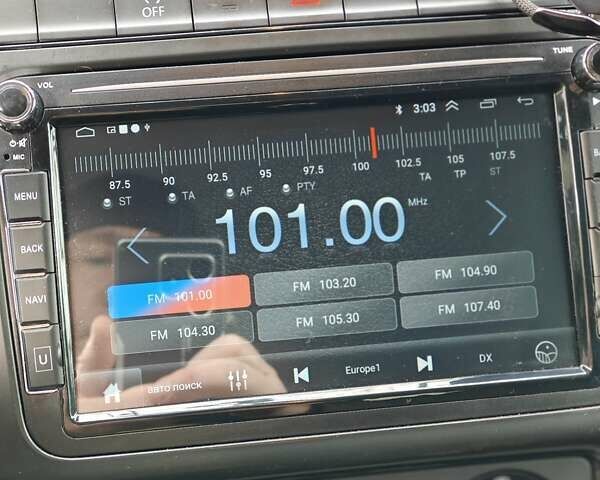 OFF
VOL
TUNE
MIC
3:03
87.5 90 92.5 95 97.5 100 102.5 105 107.5
ST TA AF PTY TA TP ST
101.00 MHz
MENU
BACK
NAVI
U
FM 101.00 FM 103.20 FM 104.90
FM 104.30 FM 105.30 FM 107.40
авто поиск Europe1 DX